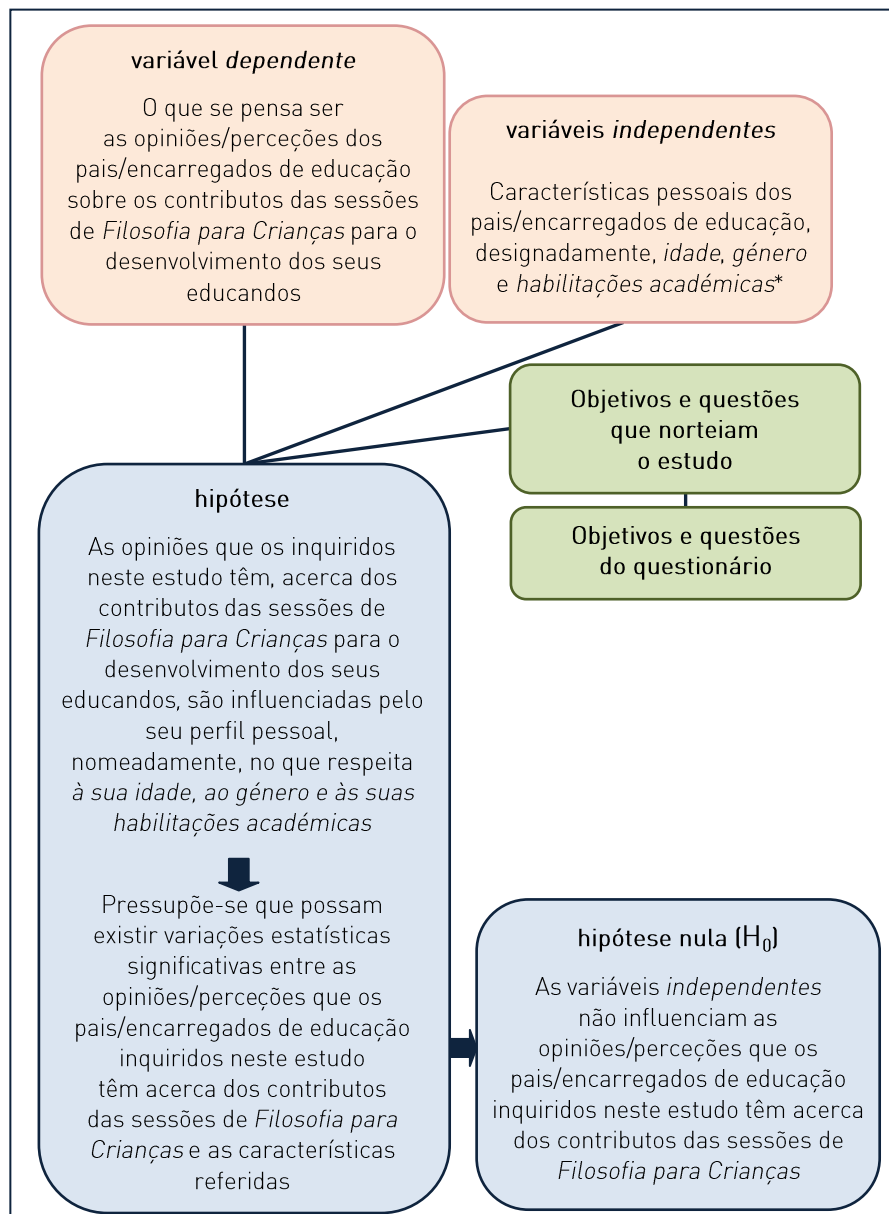 variável dependente
O que se pensa ser
as opiniões/perceções dos
pais/encarregados de educação
sobre os contributos das sessões
de Filosofia para Crianças para o
desenvolvimento dos seus
educandos
variáveis independentes
Característicias pessoais dos
pais/encarregados de educação,
designadamente, idade, género
e habilitações académicas*
Objetivos e questões
que norteiam
o estudo
Objetivos e questões
do questionário
hipótese
As opiniões que os inquiridos
neste estudo têm, acerca dos
contributos das sessões de
Filosofia para Crianças para o
desenvolvimento dos seus
educandos, são influenciadas pelo
seu perfil pessoal,
nomeadamente, no que respeita
à sua idade, ao género e às suas
habilitações académicas
Pressupõe-se que possam
existir variações estatísticas
significativas entre as
opiniões/perceções que os
pais/encarregados de educação
inquiridos neste estudo
têm acerca dos contributos
das sessões de Filosofia para
Crianças e as características
referidas
hipótese nula (H₀)
As variáveis independentes
não influenciam as
opiniões/perceções que os
pais/encarregados de educação
inquiridos neste estudo têm acerca
dos contributos das sessões de
Filosofia para Crianças